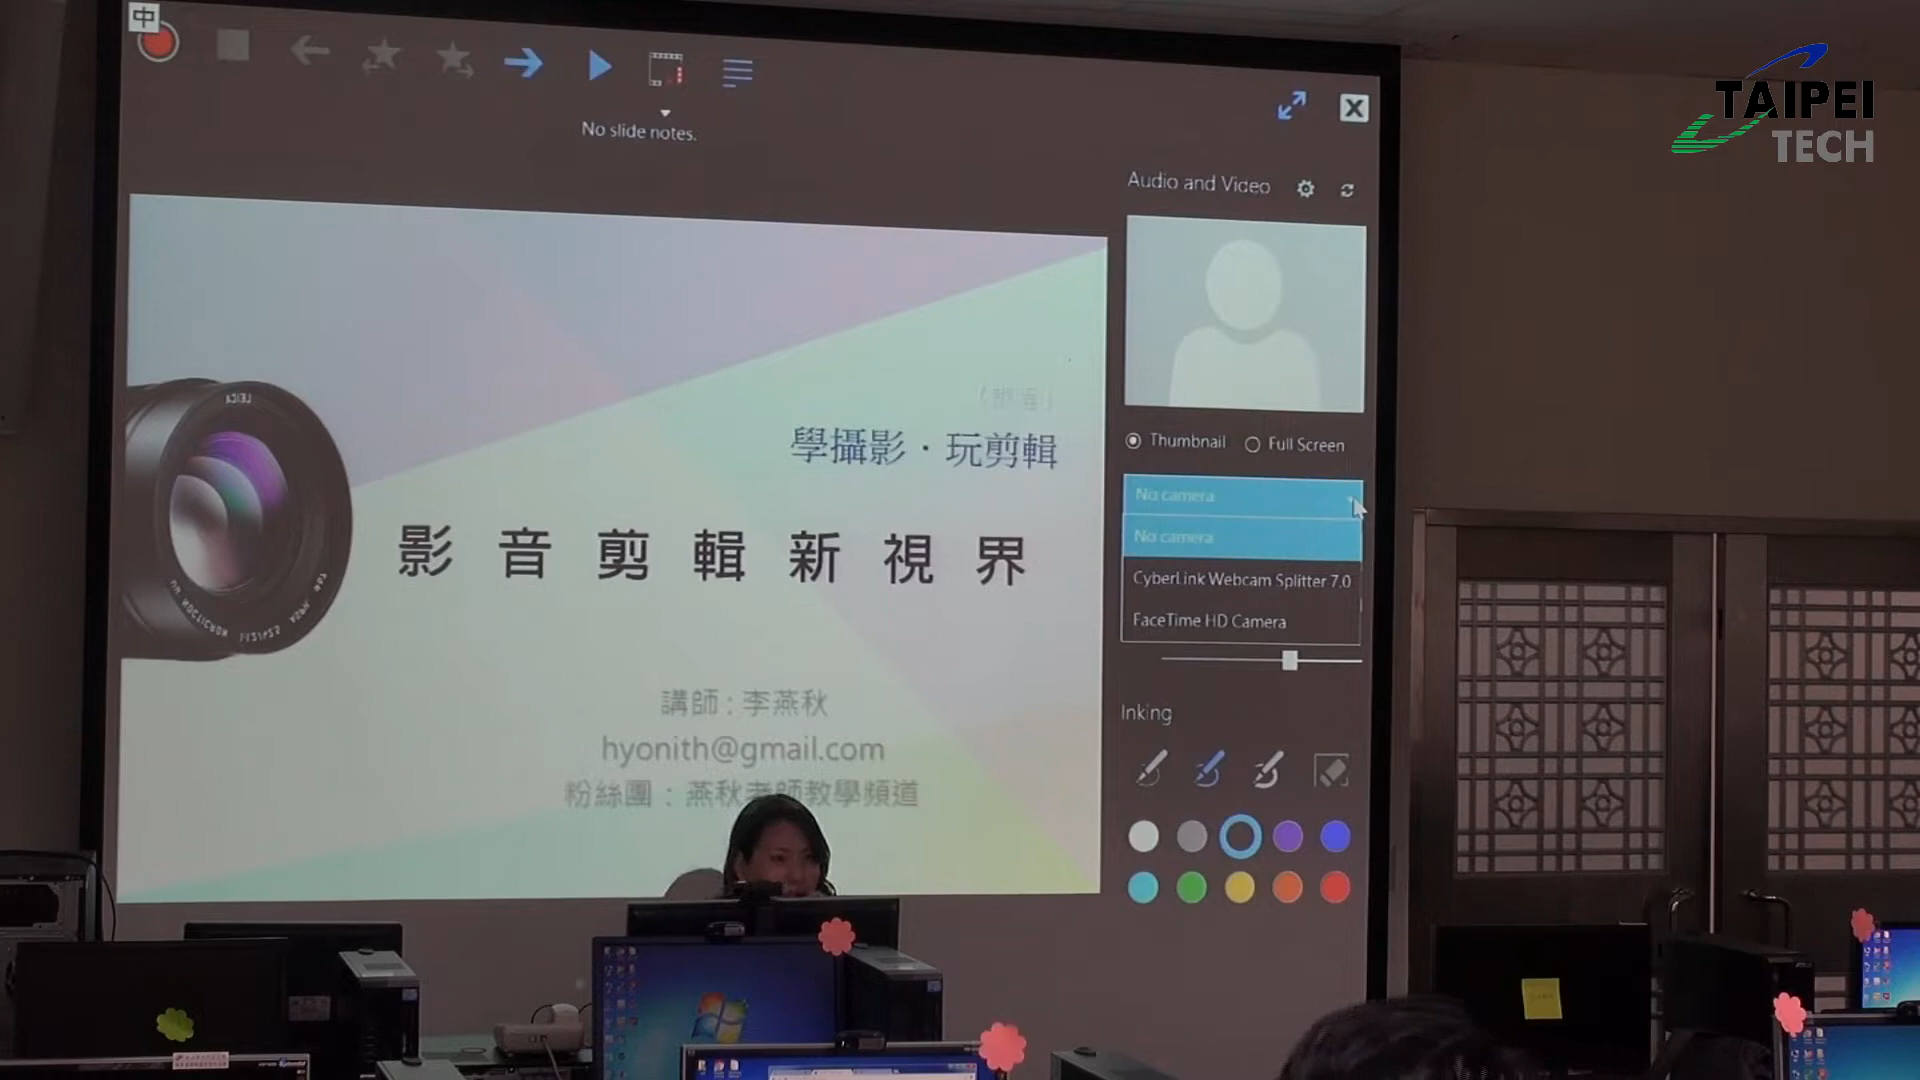 中
No slide notes.
TAIPEI
TECH
Audio and Video
LEICA
學攝影・玩剪輯
Thumbnail
Full Screen
No camera
No camera
影音剪輯新視界
CyberLink Webcam Splitter 7.0
FaceTime HD Camera
講師：李燕秋
Inking
hyonith@gmail.com
粉絲團：燕秋老師教學頻道